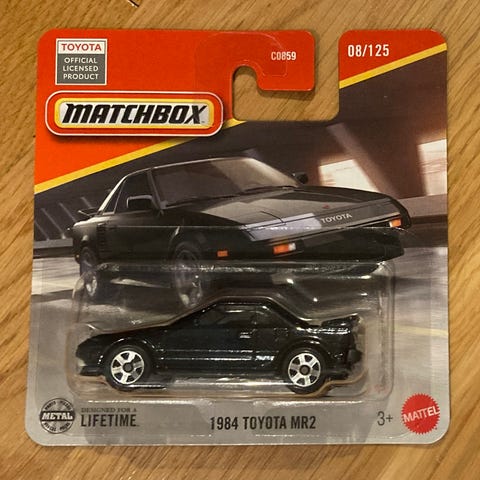 TOYOTA
OFFICIAL
LICENSED
PRODUCT
C0859
08/125
MATCHBOX
TOYOTA
METAL
DESIGNED FOR A
LIFETIME
1984 TOYOTA MR2
3+
MATTEL